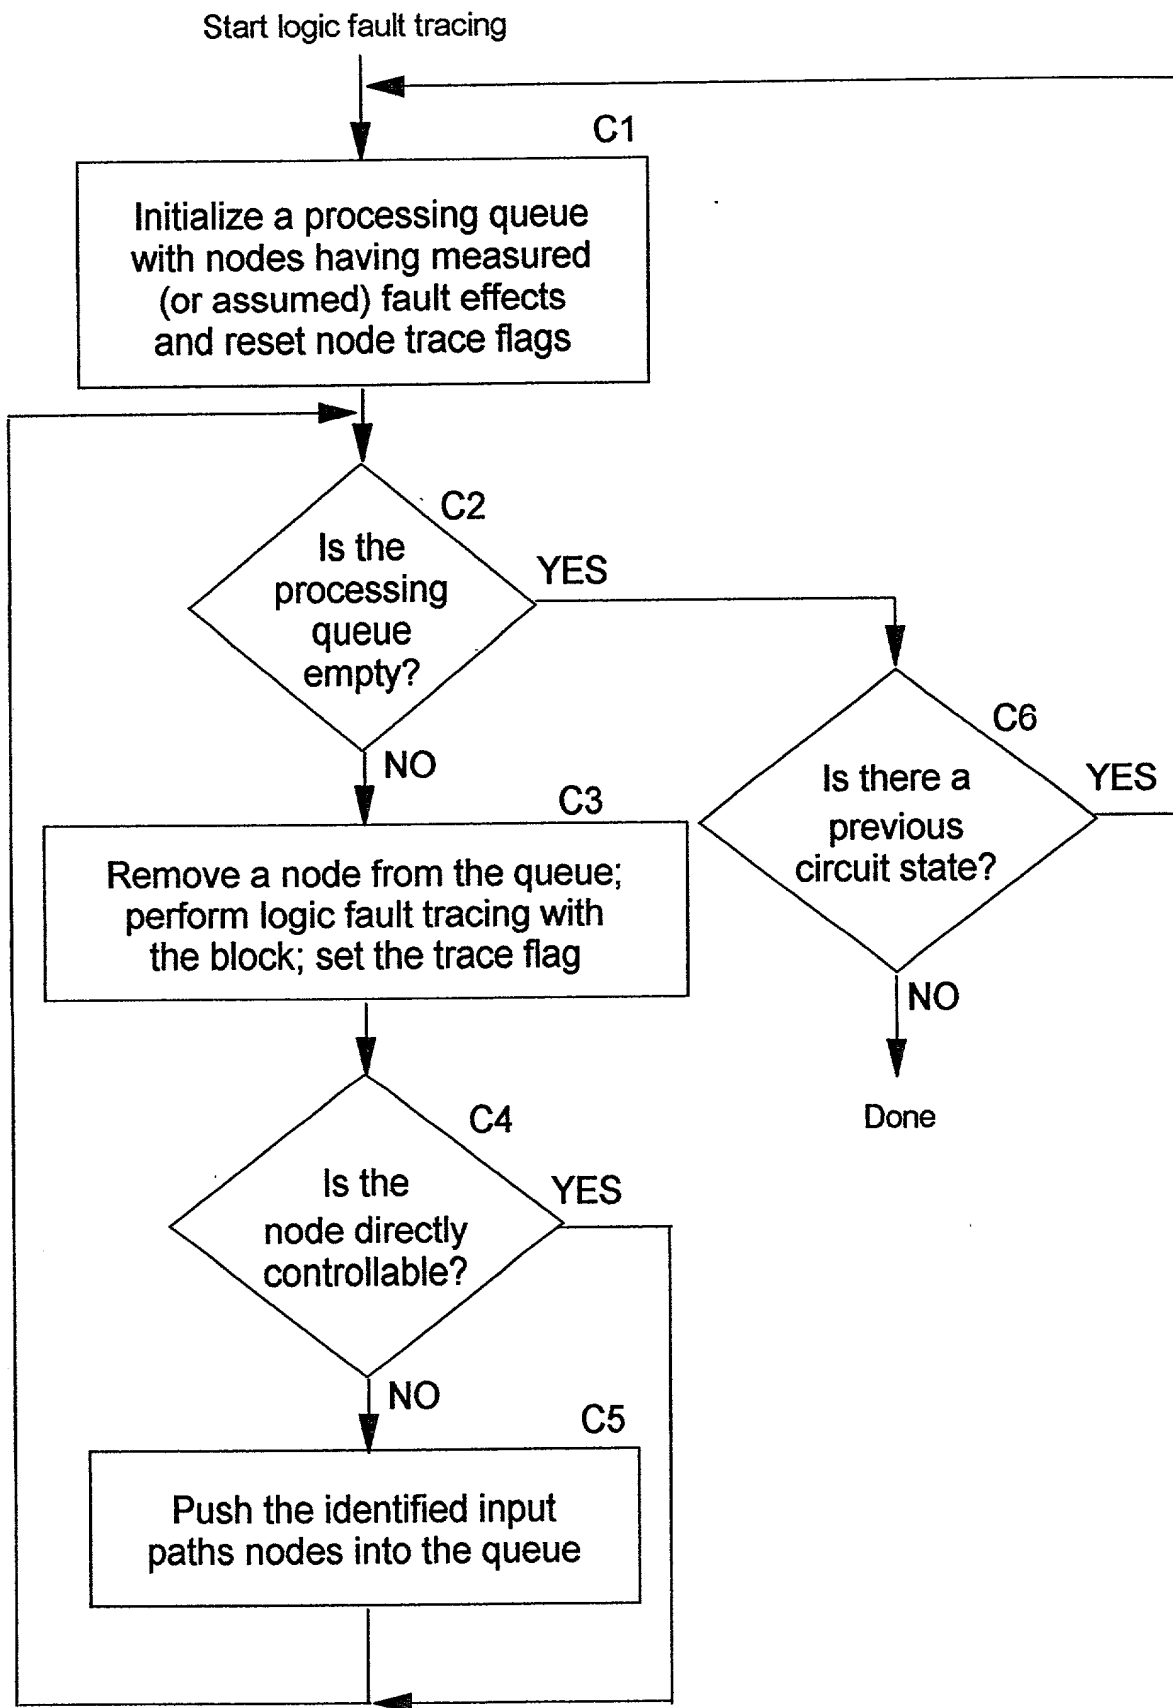 Start logic fault tracing
C1
Initialize a processing queue
with nodes having measured
(or assumed) fault effects
and reset node trace flags
C2
Is the
processing
queue
empty?
YES
NO
C6
Is there a
previous
circuit state?
YES
NO
Done
C3
Remove a node from the queue;
perform logic fault tracing with
the block; set the trace flag
C4
Is the
node directly
controllable?
YES
NO
C5
Push the identified input
paths nodes into the queue